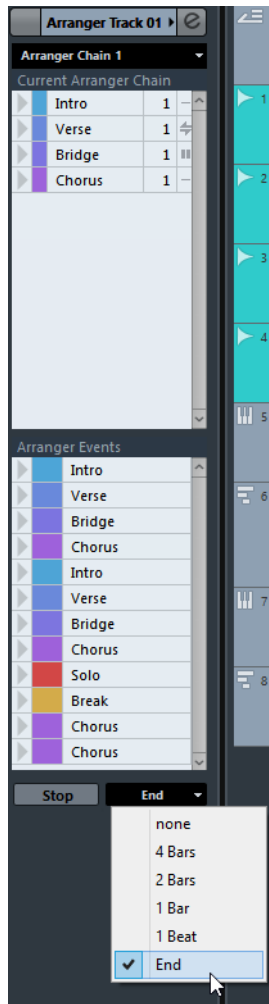 Arranger Track 01
Arranger Chain 1
Current Arranger Chain
Intro 1
Verse 1
Bridge 1
Chorus 1
Arranger Events
Intro
Verse
Bridge
Chorus
Intro
Verse
Bridge
Chorus
Solo
Break
Chorus
Chorus
Stop End
none
4 Bars
2 Bars
1 Bar
1 Beat
End
1
2
3
4
5
6
7
8